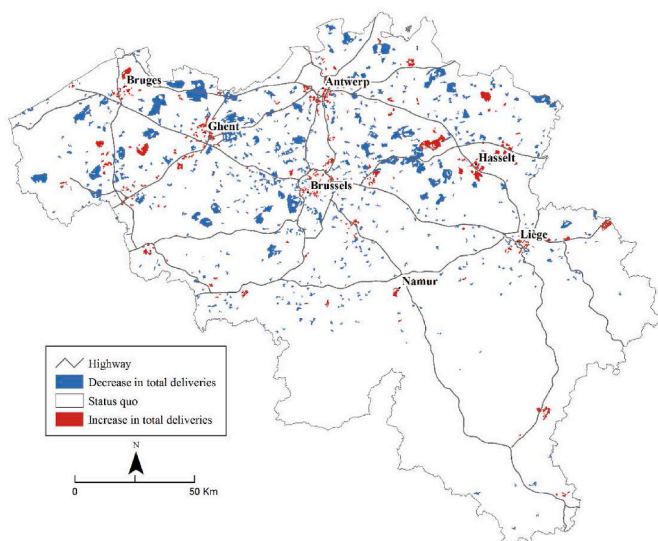 Bruges
Antwerp
Ghent
Hasselt
Brussels
Liège
Namur
Highway
Decrease in total deliveries
Status quo
Increase in total deliveries
N
0 50 Km